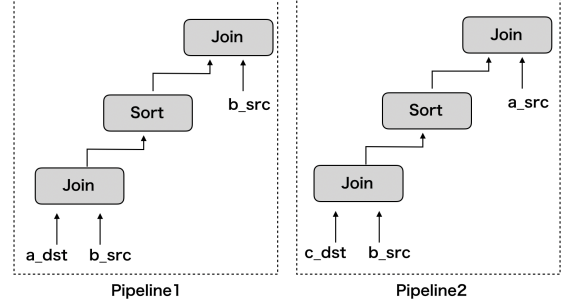 Join
b_src
Sort
Join
a_dst b_src
Pipeline1
Join
a_src
Sort
Join
c_dst b_src
Pipeline2